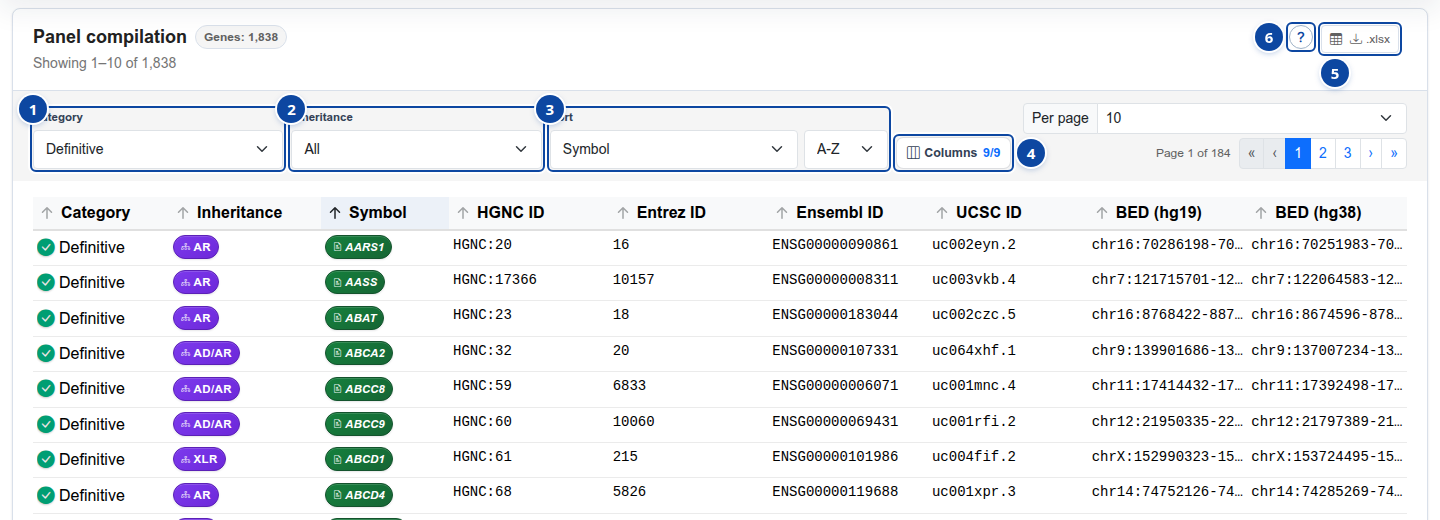 Panel compilation Genes: 1,838 6 ? .xlsx
Showing 1–10 of 1,838 5
1 tegory 2 heritance 3 rt Per page 10
Definitive All Symbol A-Z Columns 9/9 4 Page 1 of 184 « ‹ 1 2 3 › »
Category Inheritance Symbol HGNC ID Entrez ID Ensembl ID UCSC ID BED (hg19) BED (hg38)
Definitive AR AARS1 HGNC:20 16 ENSG00000090861 uc002eyn.2 chr16:70286198-70… chr16:70251983-70…
Definitive AR AASS HGNC:17366 10157 ENSG00000008311 uc003vkb.4 chr7:121715701-12… chr7:122064583-12…
Definitive AR ABAT HGNC:23 18 ENSG00000183044 uc002czc.5 chr16:8768422-887… chr16:8674596-878…
Definitive AD/AR ABCA2 HGNC:32 20 ENSG00000107331 uc064xhf.1 chr9:139901686-13… chr9:137007234-13…
Definitive AD/AR ABCC8 HGNC:59 6833 ENSG00000006071 uc001mnc.4 chr11:17414432-17… chr11:17392498-17…
Definitive AD/AR ABCC9 HGNC:60 10060 ENSG00000069431 uc001rfi.2 chr12:21950335-22… chr12:21797389-21…
Definitive XLR ABCD1 HGNC:61 215 ENSG00000101986 uc004fif.2 chrX:152990323-15… chrX:153724495-15…
Definitive AR ABCD4 HGNC:68 5826 ENSG00000119688 uc001xpr.3 chr14:74752126-74… chr14:74285269-74…